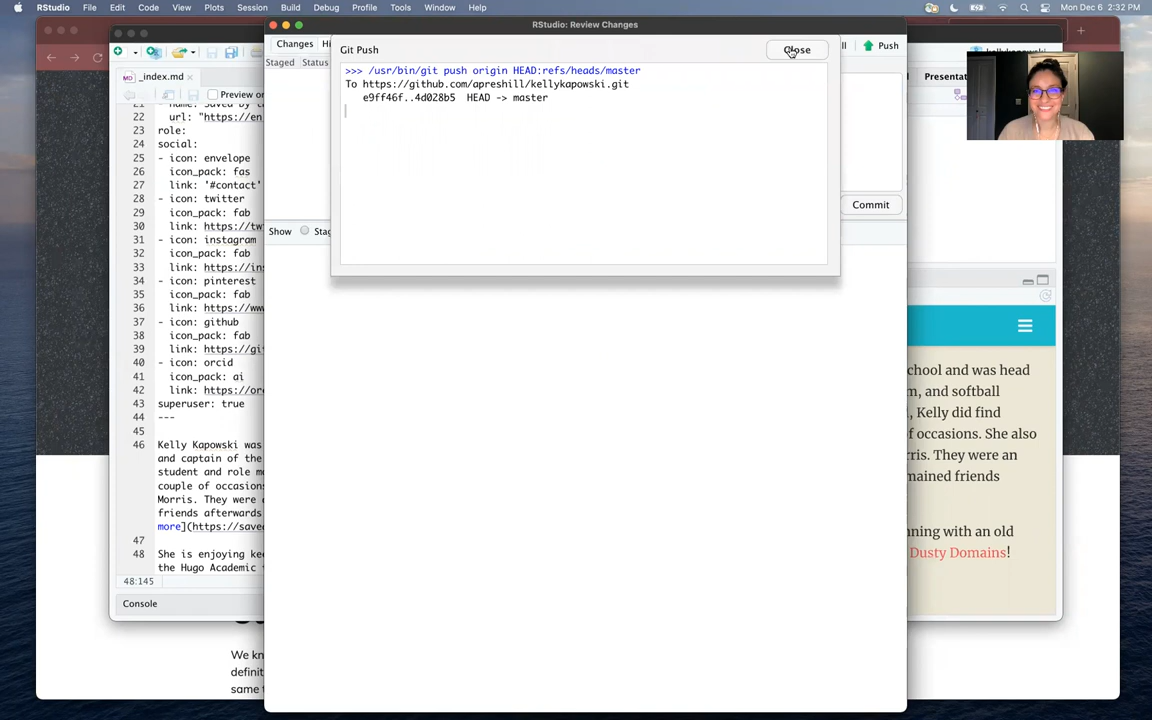 RStudio File Edit Code View Plots Session Build Debug Profile Tools Window Help
Mon Dec 6 2:32 PM
RStudio: Review Changes
Changes
Staged Status
Git Push
Close
Push
>>> /usr/bin/git push origin HEAD:refs/heads/master
To https://github.com/apreshill/kellykapowski.git
e9ff46f..4d028b5 HEAD -> master
Commit
Show
_index.md
Preview on
22 url: "https://en
23 role:
24 social:
25 - icon: envelope
26 icon_pack: fas
27 link: '#contact'
28 - icon: twitter
29 icon_pack: fab
30 link: https://tw
31 - icon: instagram
32 icon_pack: fab
33 link: https://ins
34 - icon: pinterest
35 icon_pack: fab
36 link: https://www
37 - icon: github
38 icon_pack: fab
39 link: https://gi
40 - icon: orcid
41 icon_pack: ai
42 link: https://or
43 superuser: true
44 ---
45
46 Kelly Kapowski was
and captain of the
student and role mo
couple of occasions
Morris. They were
friends afterwards
more](https://save
47
48 She is enjoying kee
the Hugo Academic
48:145
Console
We kn
definit
same t
Presentat
chool and was head
m, and softball
, Kelly did find
f occasions. She also
rris. They were an
mained friends
nning with an old
Dusty Domains!